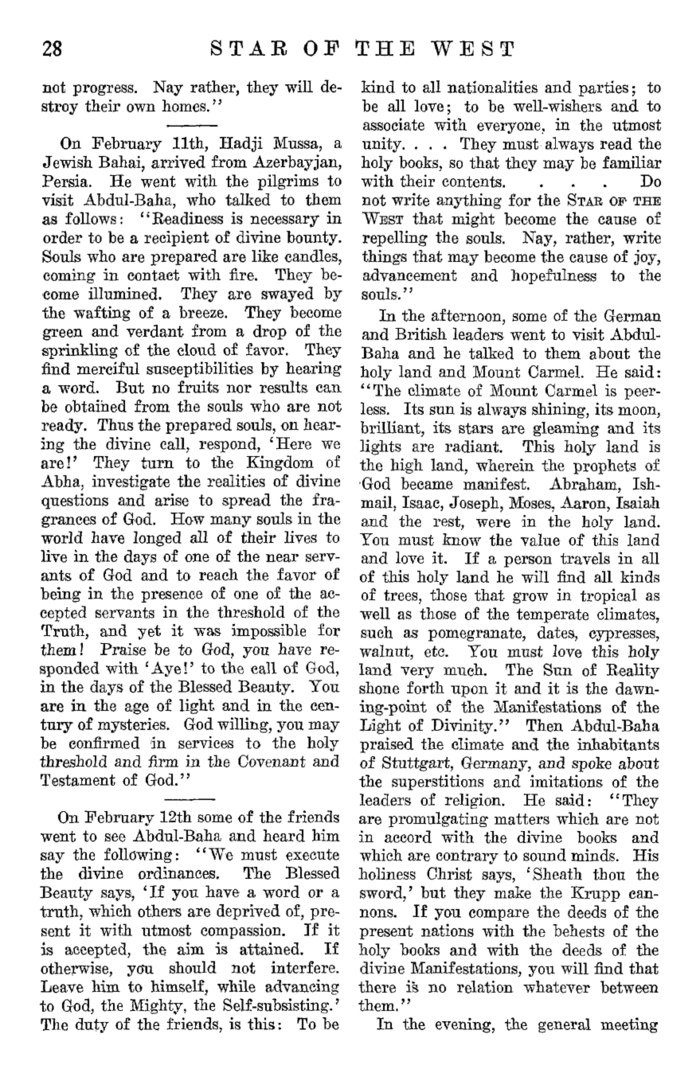 28 STAR OF THE WEST
not progress. Nay rather, they will de-
stroy their own homes."
On February 11th, Hadji Mussa, a
Jewish Bahai, arrived from Azerbayjan,
Persia. He went with the pilgrims to
visit Abdul-Baha, who talked to them
as follows: "Readiness is necessary in
order to be a recipient of divine bounty.
Souls who are prepared are like candles,
coming in contact with fire. They be-
come illumined. They are swayed by
the wafting of a breeze. They become
green and verdant from a drop of the
sprinkling of the cloud of favor. They
find merciful susceptibilities by hearing
a word. But no fruits nor results can
be obtained from the souls who are not
ready. Thus the prepared souls, on hear-
ing the divine call, respond, 'Here we
are!' They turn to the Kingdom of
Abha, investigate the realities of divine
questions and arise to spread the fra-
grances of God. How many souls in the
world have longed all of their lives to
live in the days of one of the near serv-
ants of God and to reach the favor of
being in the presence of one of the ac-
cepted servants in the threshold of the
Truth, and yet it was impossible for
them! Praise be to God, you have re-
sponded with 'Aye!' to the call of God,
in the days of the Blessed Beauty. You
are in the age of light and in the cen-
tury of mysteries. God willing, you may
be confirmed in services to the holy
threshold and firm in the Covenant and
Testament of God."
On February 12th some of the friends
went to see Abdul-Baha and heard him
say the following: "We must execute
the divine ordinances. The Blessed
Beauty says, 'If you have a word or a
truth, which others are deprived of, pre-
sent it with utmost compassion. If it
is accepted, the aim is attained. If
otherwise, you should not interfere.
Leave him to himself, while advancing
to God, the Mighty, the Self-subsisting.'
The duty of the friends, is this: To be
kind to all nationalities and parties; to
be all love; to be well-wishers and to
associate with everyone, in the utmost
unity. . . . They must always read the
holy books, so that they may be familiar
with their contents. . . . Do
not write anything for the STAR OF THE
WEST that might become the cause of
repelling the souls. Nay, rather, write
things that may become the cause of joy,
advancement and hopefulness to the
souls."
In the afternoon, some of the German
and British leaders went to visit Abdul-
Baha and he talked to them about the
holy land and Mount Carmel. He said:
"The climate of Mount Carmel is peer-
less. Its sun is always shining, its moon,
brilliant, its stars are gleaming and its
lights are radiant. This holy land is
the high land, wherein the prophets of
God became manifest. Abraham, Ish-
mail, Isaac, Joseph, Moses, Aaron, Isaiah
and the rest, were in the holy land.
You must know the value of this land
and love it. If a person travels in all
of this holy land he will find all kinds
of trees, those that grow in tropical as
well as those of the temperate climates,
such as pomegranate, dates, cypresses,
walnut, etc. You must love this holy
land very much. The Sun of Reality
shone forth upon it and it is the dawn-
ing-point of the Manifestations of the
Light of Divinity." Then Abdul-Baha
praised the climate and the inhabitants
of Stuttgart, Germany, and spoke about
the superstitions and imitations of the
leaders of religion. He said: "They
are promulgating matters which are not
in accord with the divine books and
which are contrary to sound minds. His
holiness Christ says, 'Sheath thou the
sword,' but they make the Krupp can-
nons. If you compare the deeds of the
present nations with the behests of the
holy books and with the deeds of the
divine Manifestations, you will find that
there is no relation whatever between
them."
In the evening, the general meeting